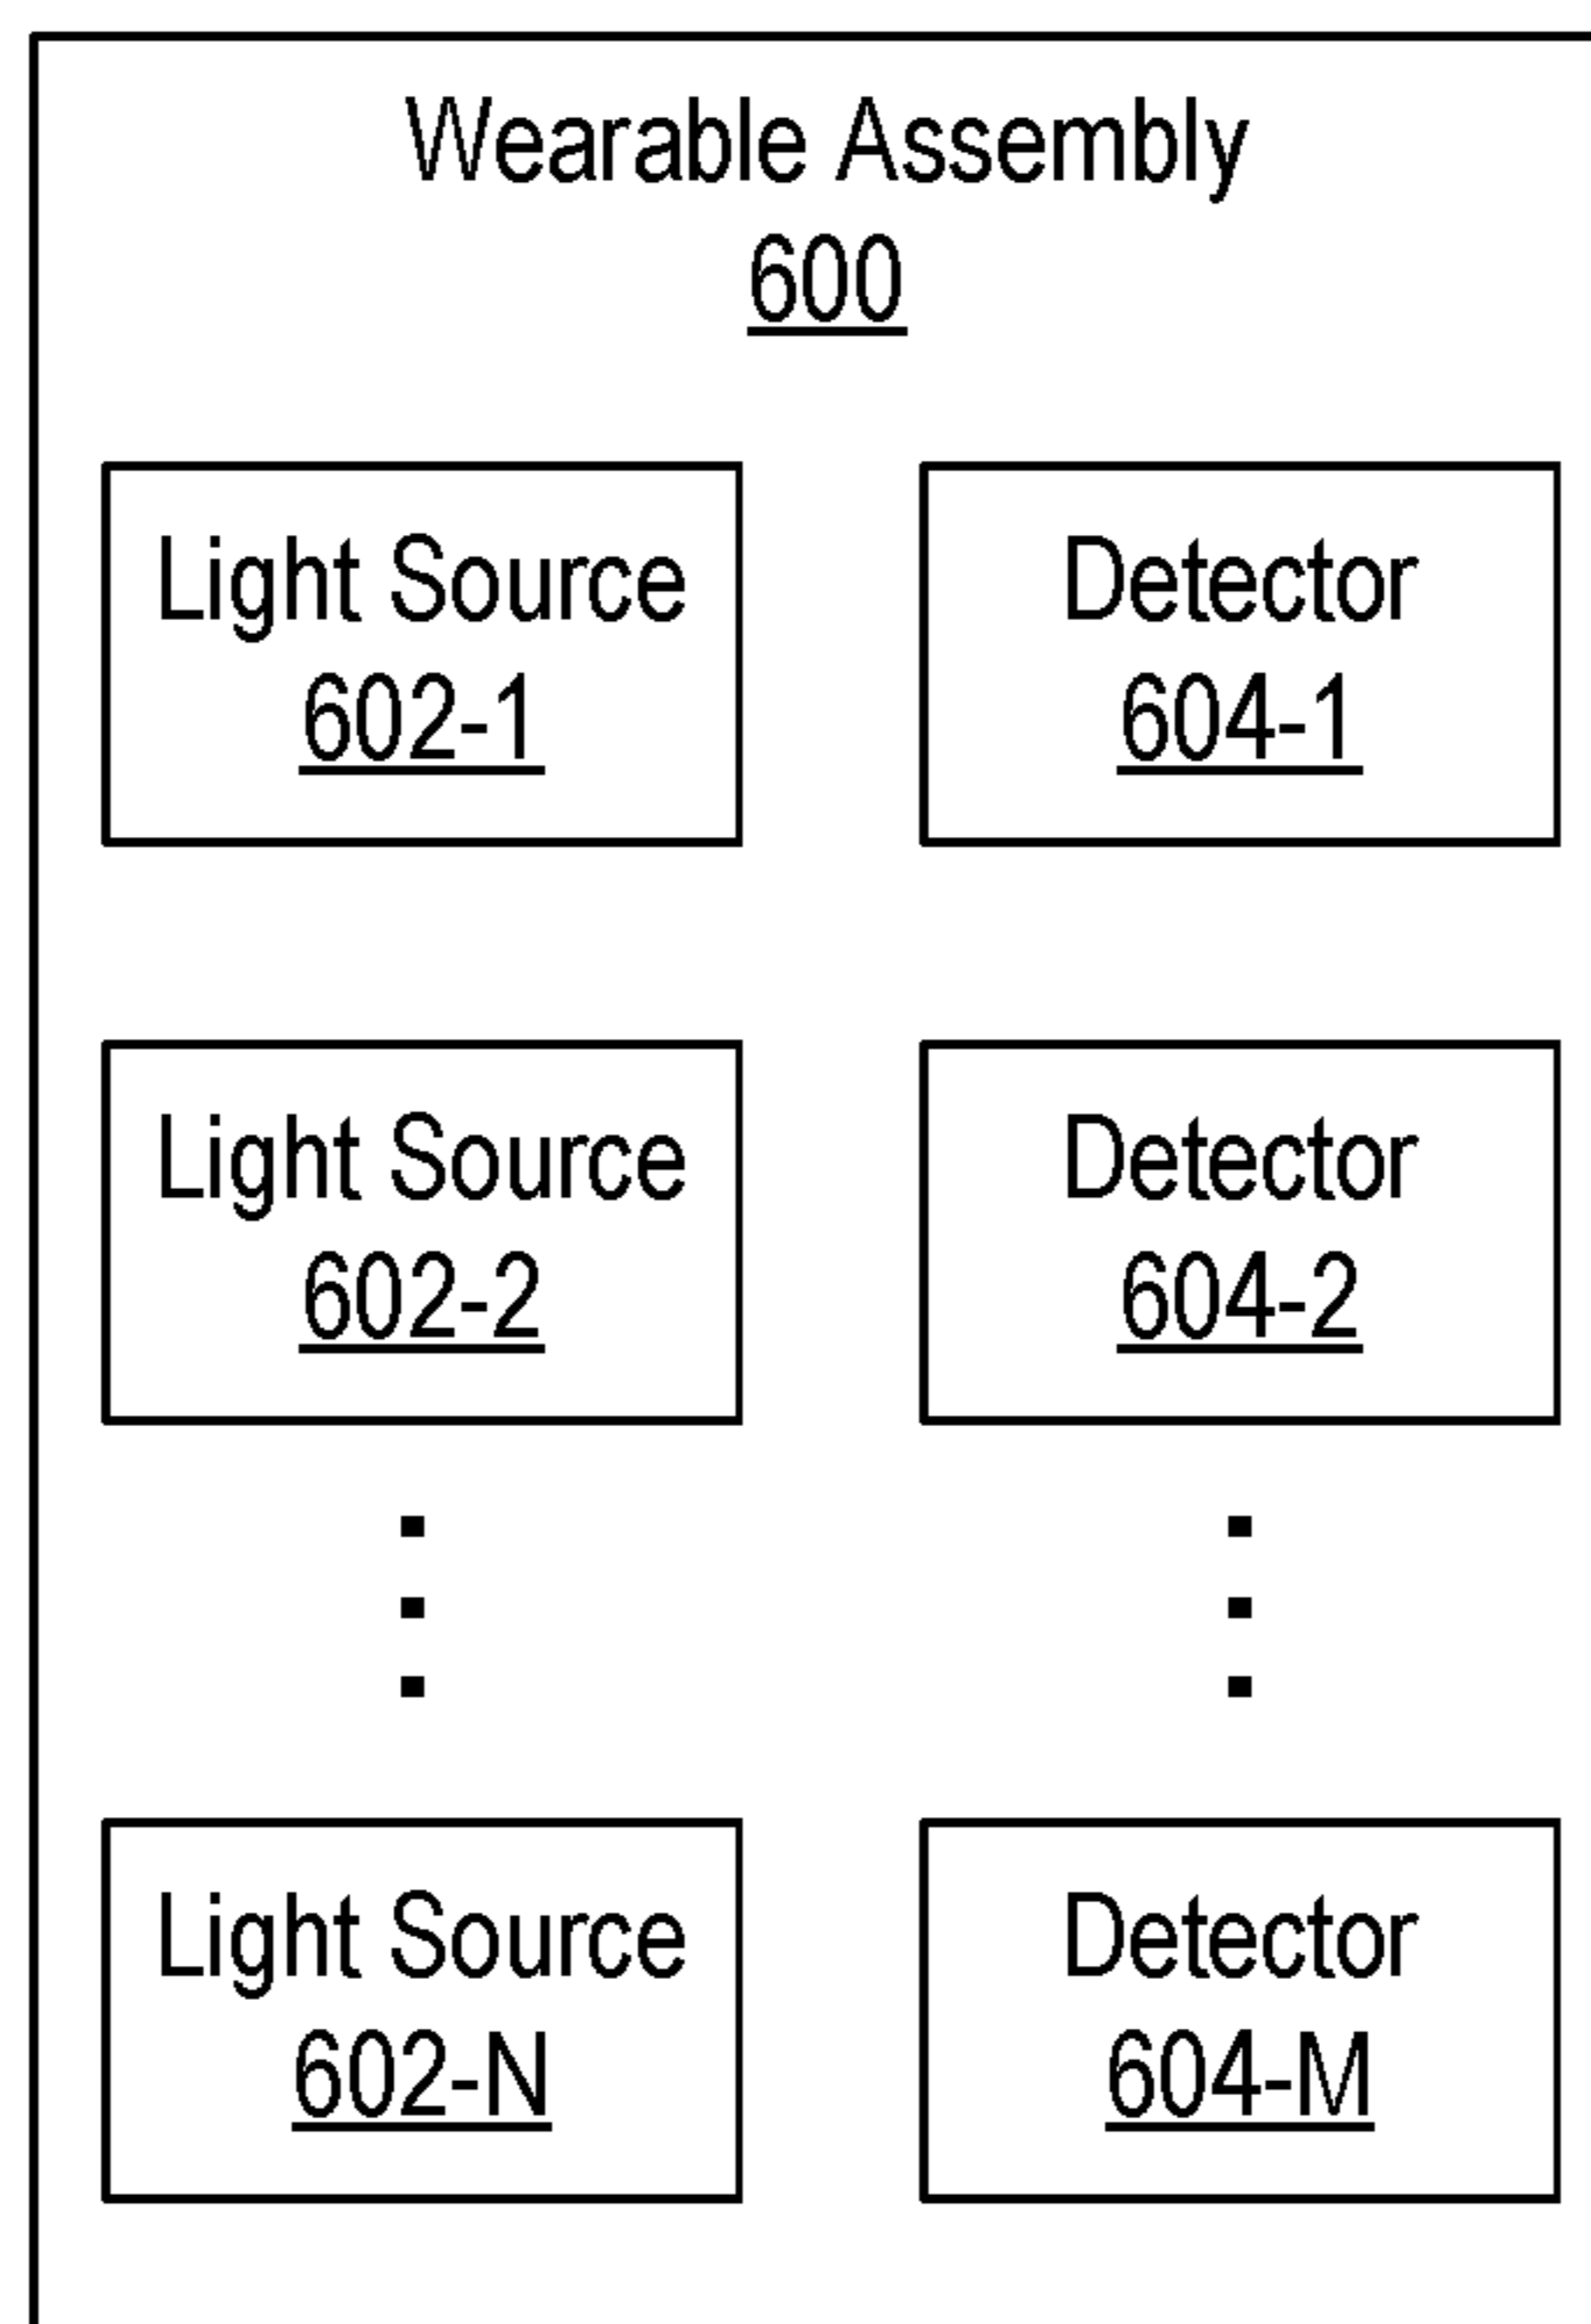 Wearable Assembly
600
Light Source
602-1
Detector
604-1
Light Source
602-2
Detector
604-2
Light Source
602-N
Detector
604-M